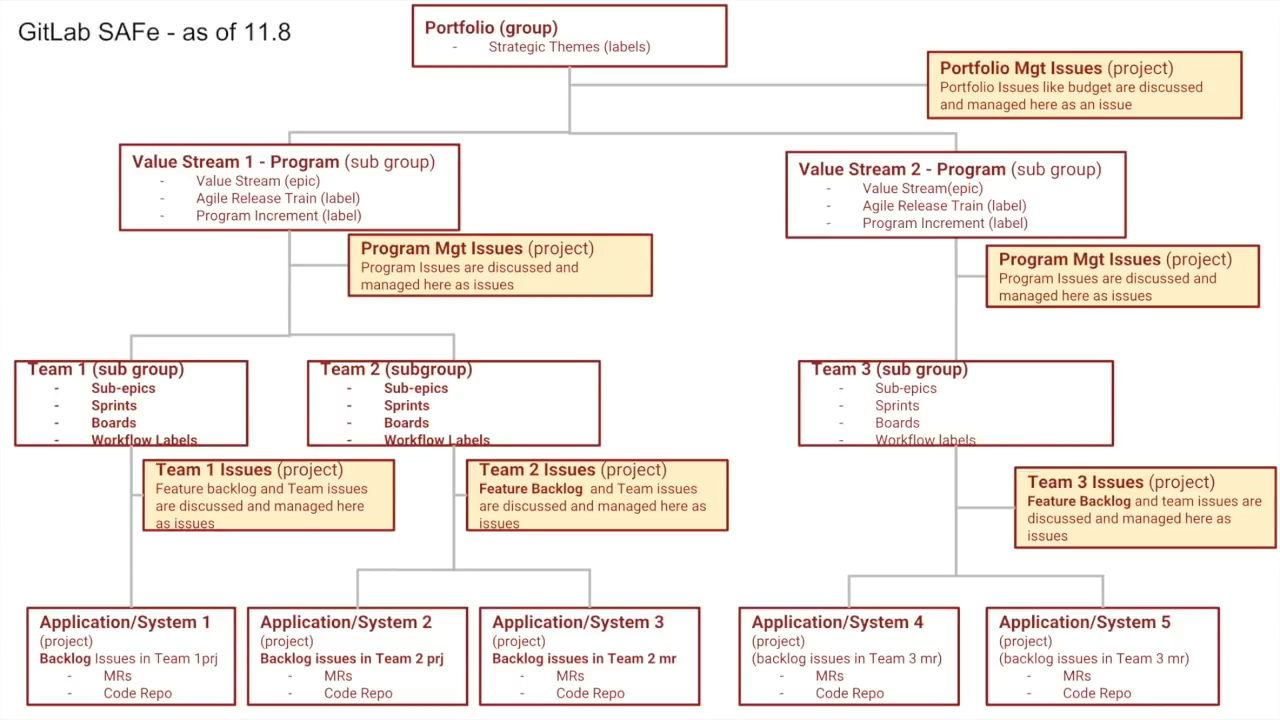 GitLab SAFe - as of 11.8
Portfolio (group)
- Strategic Themes (labels)
Portfolio Mgt Issues (project)
Portfolio Issues like budget are discussed
and managed here as an issue
Value Stream 1 - Program (sub group)
- Value Stream (epic)
- Agile Release Train (label)
- Program Increment (label)
Value Stream 2 - Program (sub group)
- Value Stream(epic)
- Agile Release Train (label)
- Program Increment (label)
Program Mgt Issues (project)
Program Issues are discussed and
managed here as issues
Program Mgt Issues (project)
Program Issues are discussed and
managed here as issues
Team 1 (sub group)
- Sub-epics
- Sprints
- Boards
- Workflow Labels
Team 2 (subgroup)
- Sub-epics
- Sprints
- Boards
- Workflow Labels
Team 3 (sub group)
- Sub-epics
- Sprints
- Boards
- Workflow labels
Team 1 Issues (project)
Feature backlog and Team issues
are discussed and managed here
as issues
Team 2 Issues (project)
Feature Backlog and Team issues
are discussed and managed here as
issues
Team 3 Issues (project)
Feature Backlog and team issues are
discussed and managed here as
issues
Application/System 1
(project)
Backlog Issues in Team 1prj
- MRs
- Code Repo
Application/System 2
(project)
Backlog issues in Team 2 prj
- MRs
- Code Repo
Application/System 3
(project)
Backlog issues in Team 2 mr
- MRs
- Code Repo
Application/System 4
(project)
(backlog issues in Team 3 mr)
- MRs
- Code Repo
Application/System 5
(project)
(backlog issues in Team 3 mr)
- MRs
- Code Repo